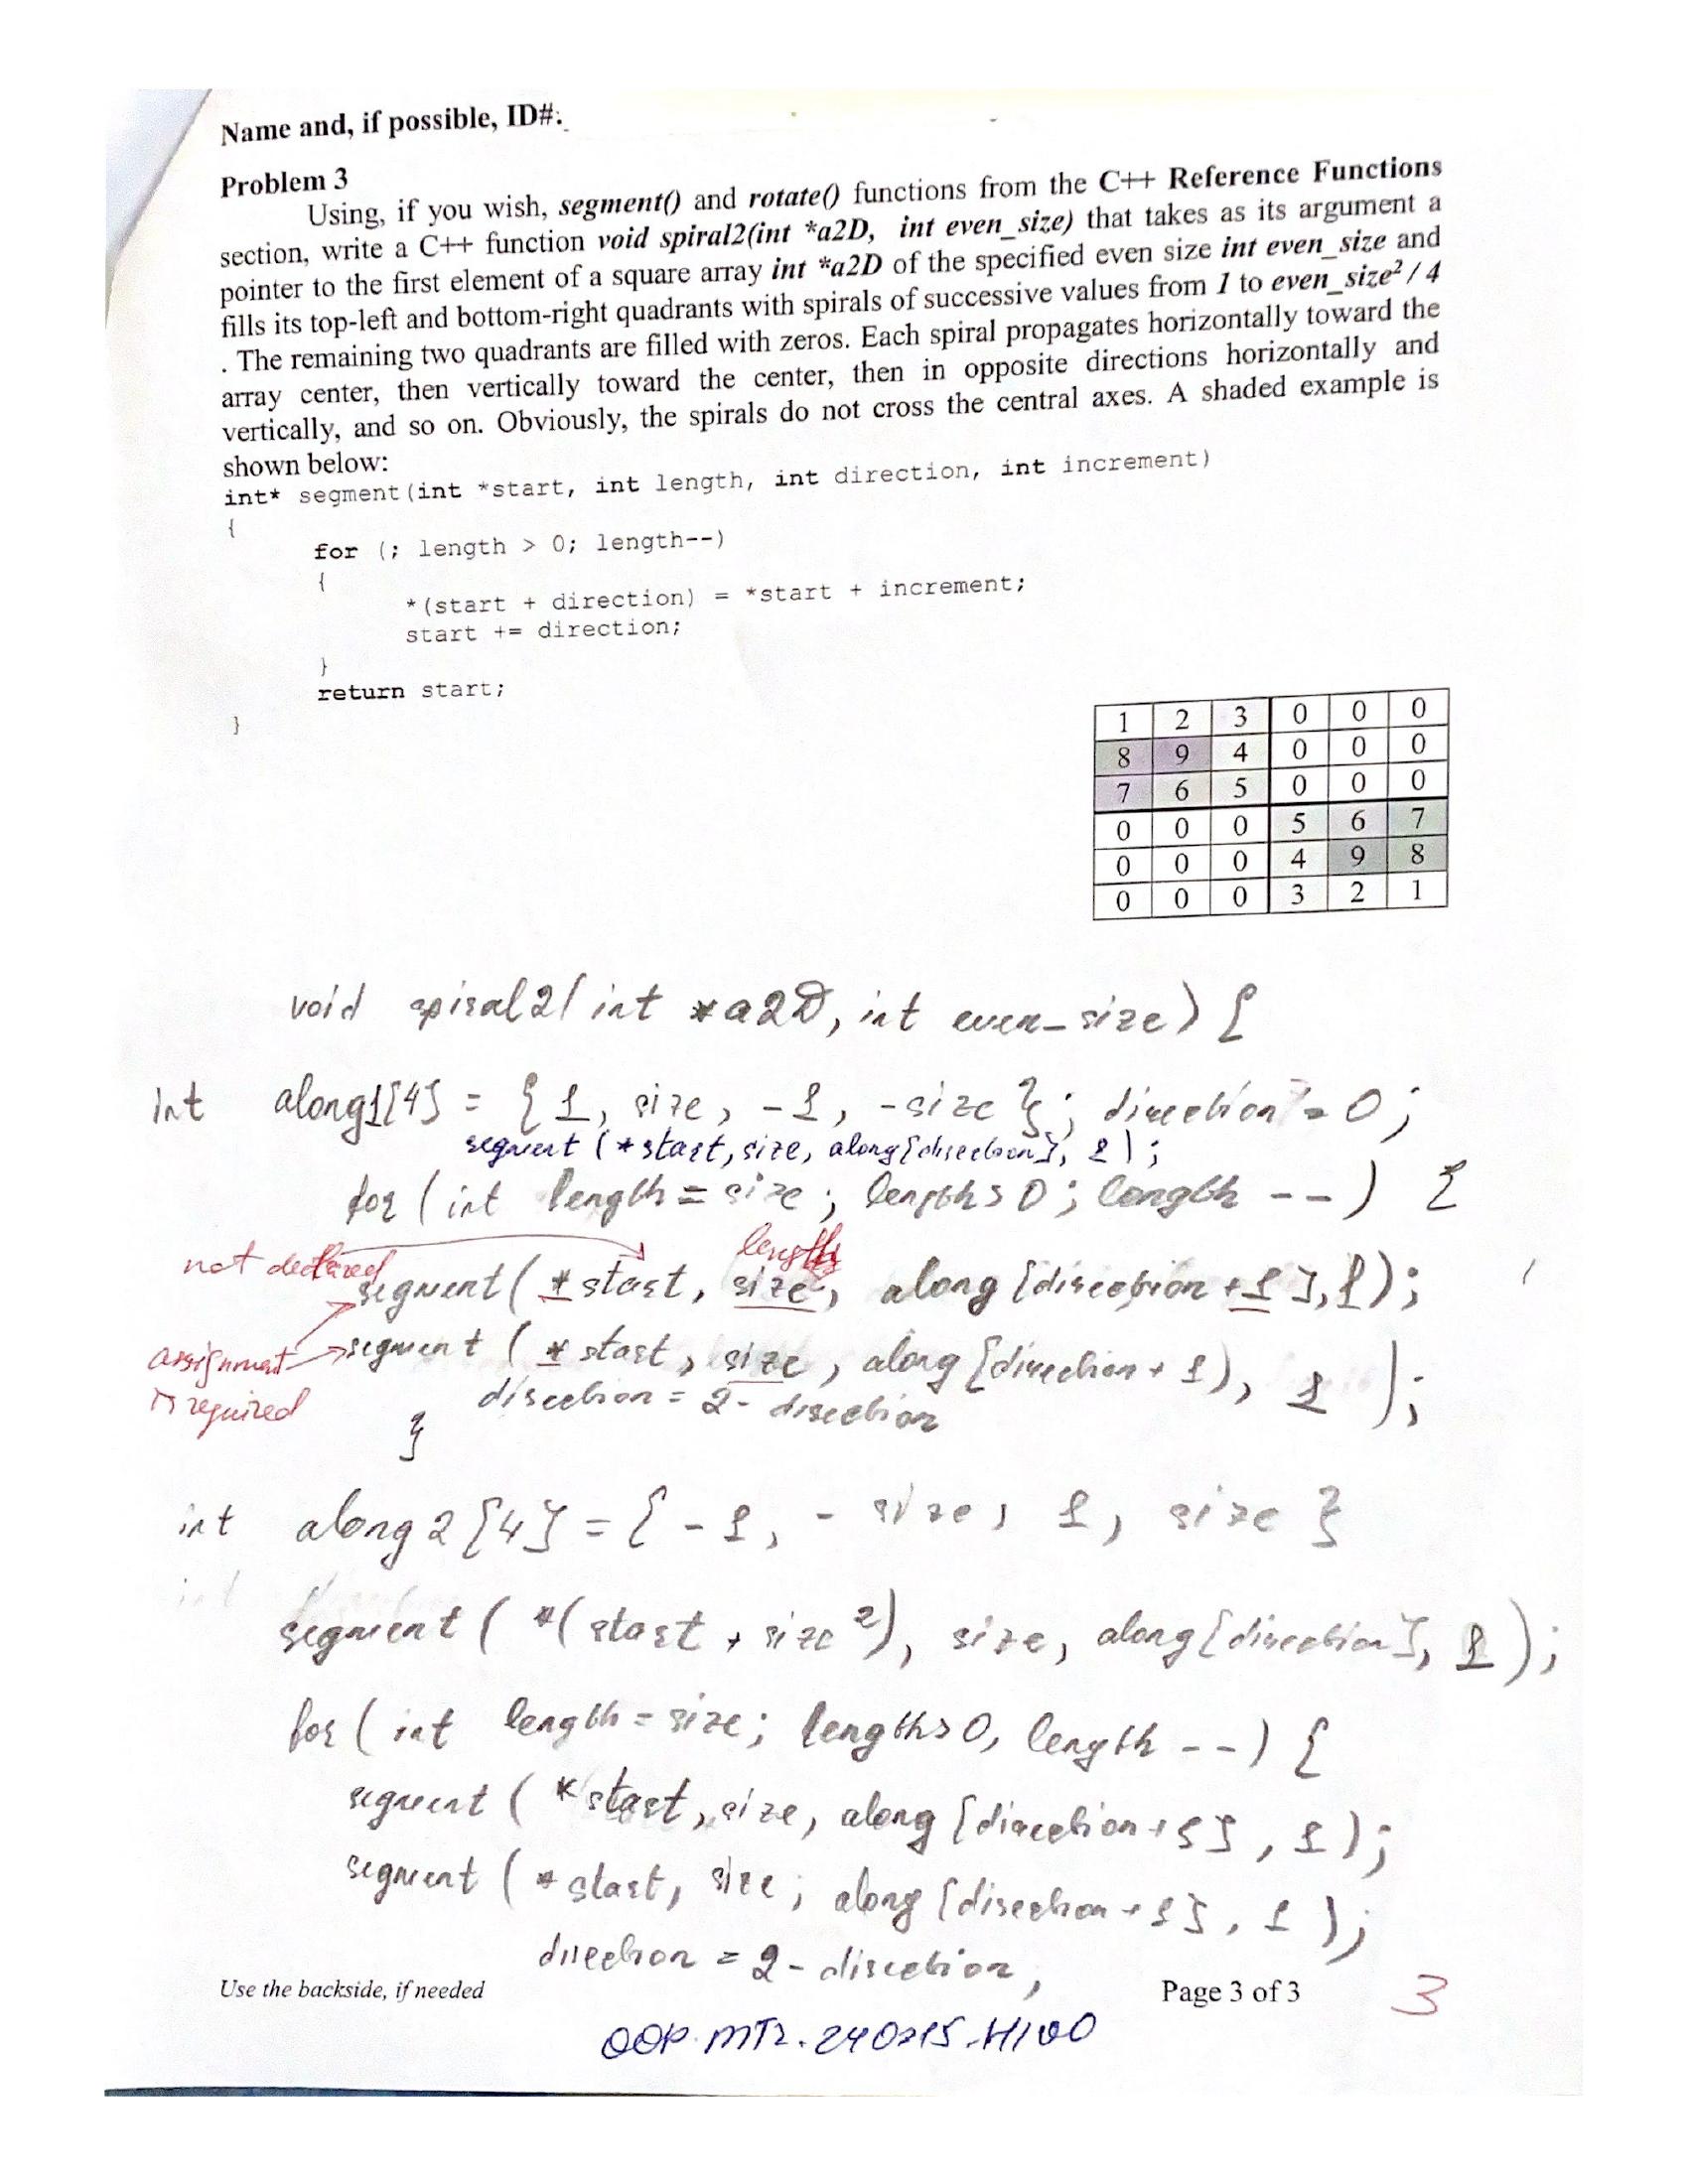 Name and, if possible, ID#:
Problem 3
Using, if you wish, segment() and rotate() functions from the C++ Reference Functions
section, write a C++ function void spiral2(int *a2D, int even_size) that takes as its argument a
pointer to the first element of a square array int *a2D of the specified even size int even_size and
fills its top-left and bottom-right quadrants with spirals of successive values from 1 to even_size² / 4
. The remaining two quadrants are filled with zeros. Each spiral propagates horizontally toward the
array center, then vertically toward the center, then in opposite directions horizontally and
vertically, and so on. Obviously, the spirals do not cross the central axes. A shaded example is
shown below:
int* segment(int *start, int length, int direction, int increment)
{
for (; length > 0; length--)
{
*(start + direction) = *start + increment;
start += direction;
}
return start;
}
1 2 3 0 0 0
8 9 4 0 0 0
7 6 5 0 0 0
0 0 0 5 6 7
0 0 0 4 9 8
0 0 0 3 2 1
void spiral2(int *a2D, int even_size) {
int along1[4] = {1, size, -1, -size}; direction = 0;
segment (*start, size, along[direction], 1);
for (int length = size; length > 0; length --) {
not declared length
segment (*start, size, along [direction + 1], 1);
assignment is required
segment (*start, size, along [direction + 1), 1 );
direction = 2 - direction
}
int along2[4] = {-1, -size, 1, size}
segment ( *(start + size²), size, along[direction], 1);
for (int length = size; length > 0, length --) {
segment (*start, size, along [direction + 1], 1);
segment (*start, size; along [direction + 1], 1 );
direction = 2 - direction,
Use the backside, if needed
Page 3 of 3
3